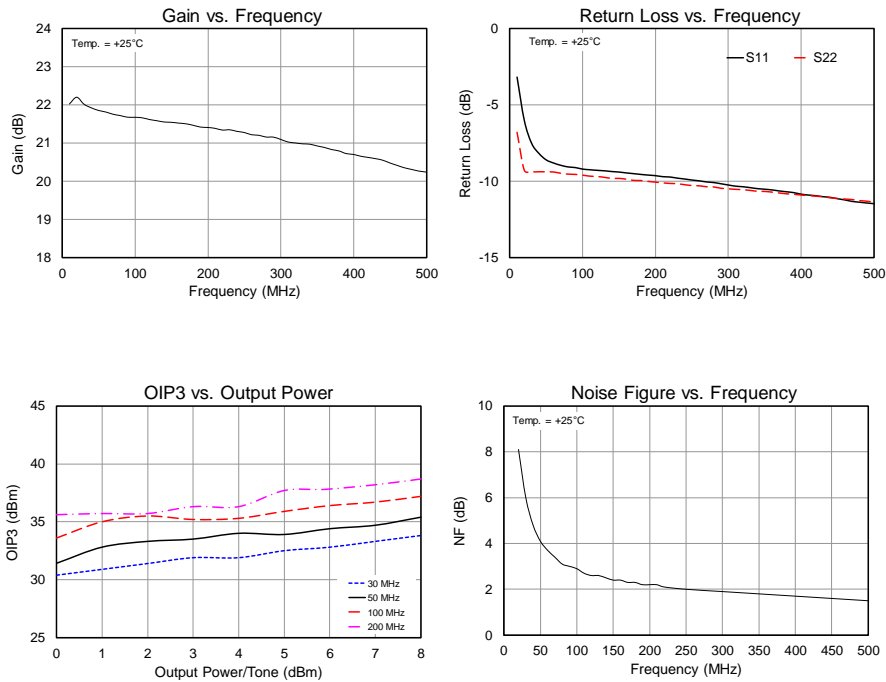 Gain vs. Frequency
Temp. = +25°C
24
23
22
21
20
19
18
Gain (dB)
0
100
200
300
400
500
Frequency (MHz)
Return Loss vs. Frequency
Temp. = +25°C
S11
S22
0
-5
-10
-15
Return Loss (dB)
0
100
200
300
400
500
Frequency (MHz)
OIP3 vs. Output Power
45
40
35
30
25
OIP3 (dBm)
30 MHz
50 MHz
100 MHz
200 MHz
0
1
2
3
4
5
6
7
8
Output Power/Tone (dBm)
Noise Figure vs. Frequency
Temp. = +25°C
10
8
6
4
2
0
NF (dB)
0
50
100
150
200
250
300
350
400
450
500
Frequency (MHz)